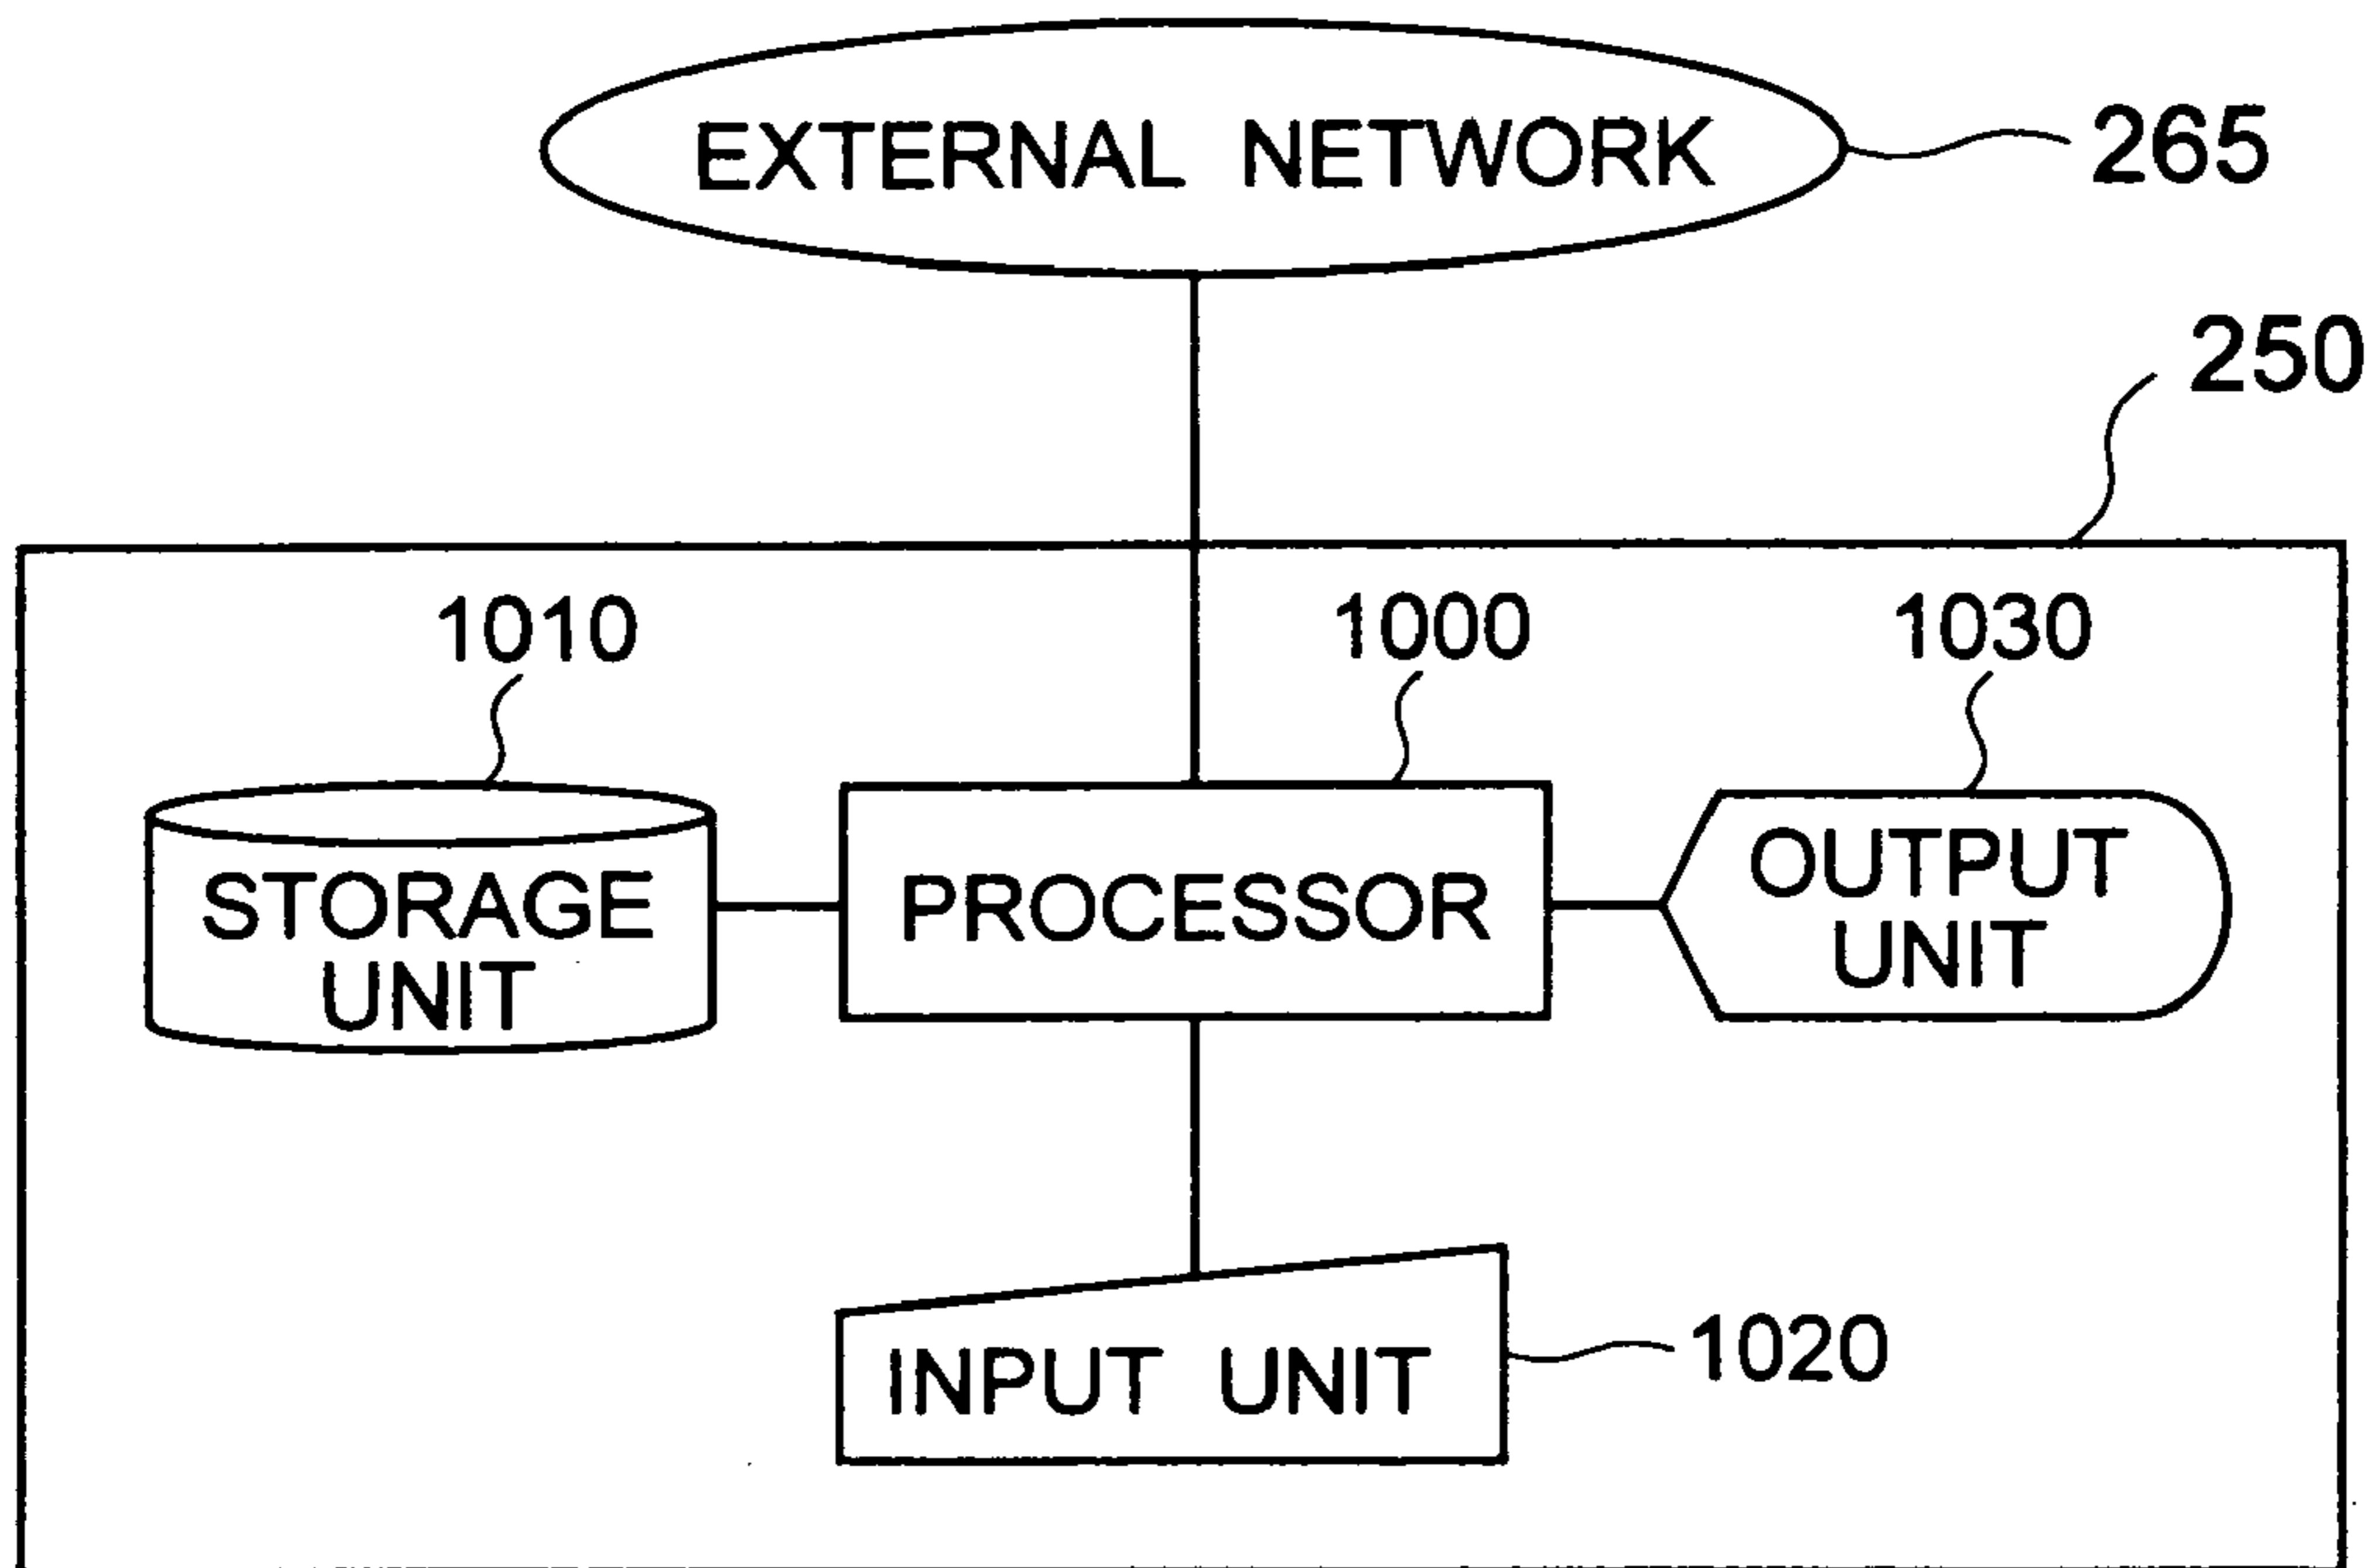 EXTERNAL NETWORK
265
250
1010
1000
1030
STORAGE
UNIT
PROCESSOR
OUTPUT
UNIT
INPUT UNIT
1020